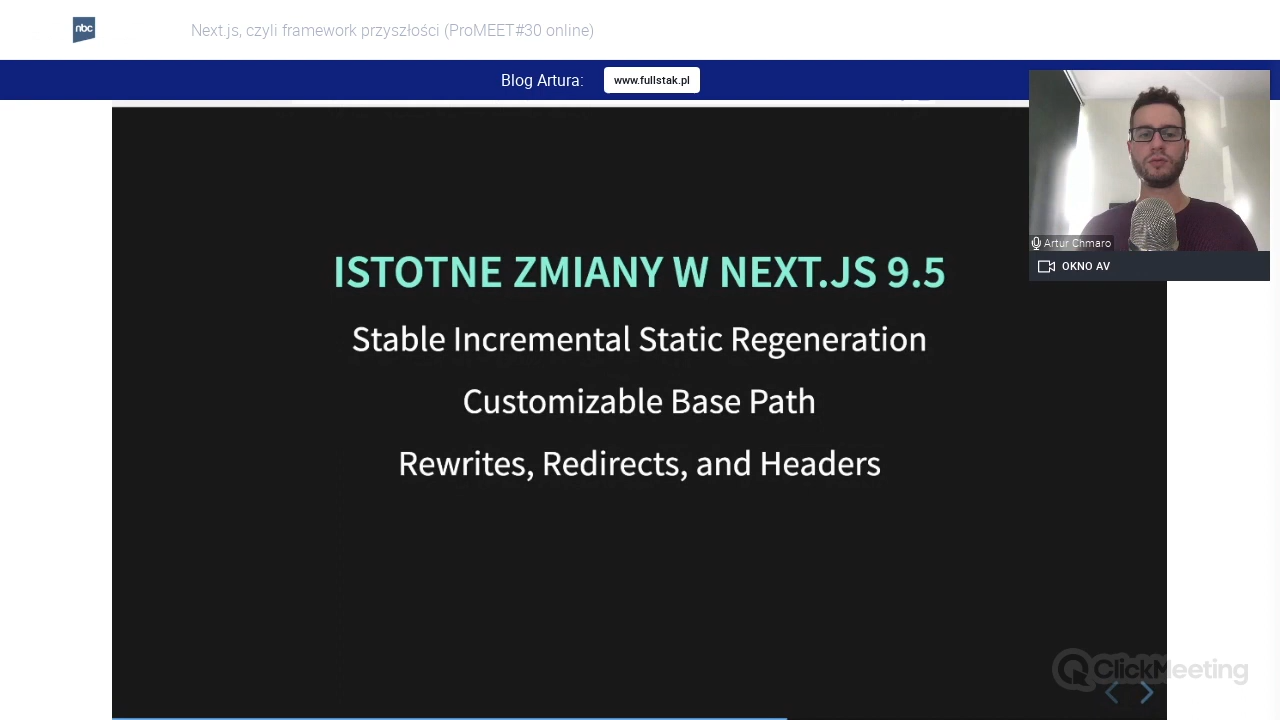 nbc
Next.js, czyli framework przyszłości (ProMEET#30 online)
Blog Artura:
www.fullstak.pl
Artur Chmaro
OKNO AV
ISTOTNE ZMIANY W NEXT.JS 9.5
Stable Incremental Static Regeneration
Customizable Base Path
Rewrites, Redirects, and Headers
ClickMeeting